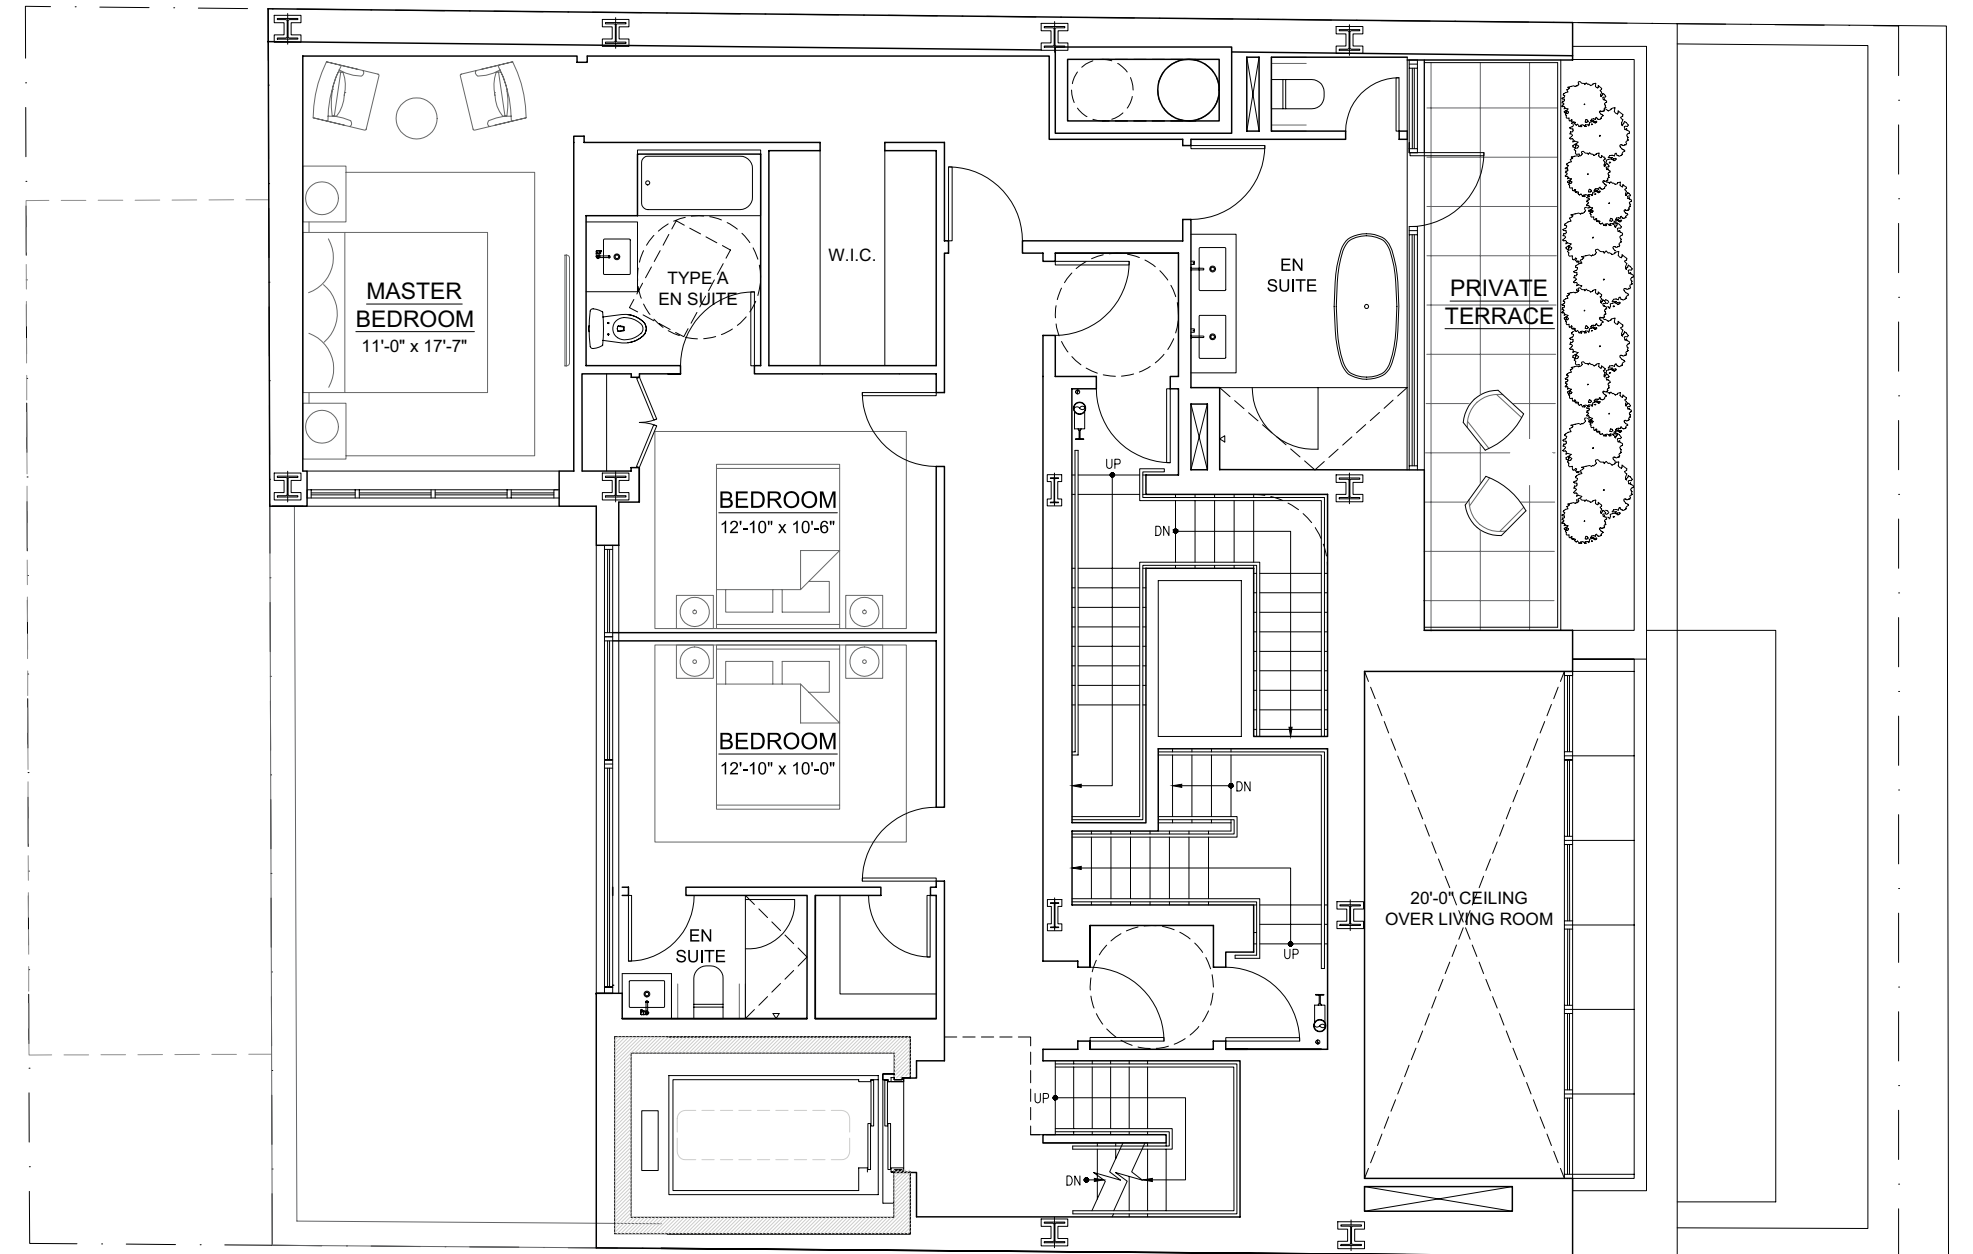 MASTER
BEDROOM
11'-0" x 17'-7"
TYPE A
EN SUITE
W.I.C.
EN
SUITE
PRIVATE
TERRACE
UP
BEDROOM
12'-10" x 10'-6"
DN
BEDROOM
12'-10" x 10'-0"
DN
20'-0" CEILING
OVER LIVING ROOM
EN
SUITE
UP
UP
DN